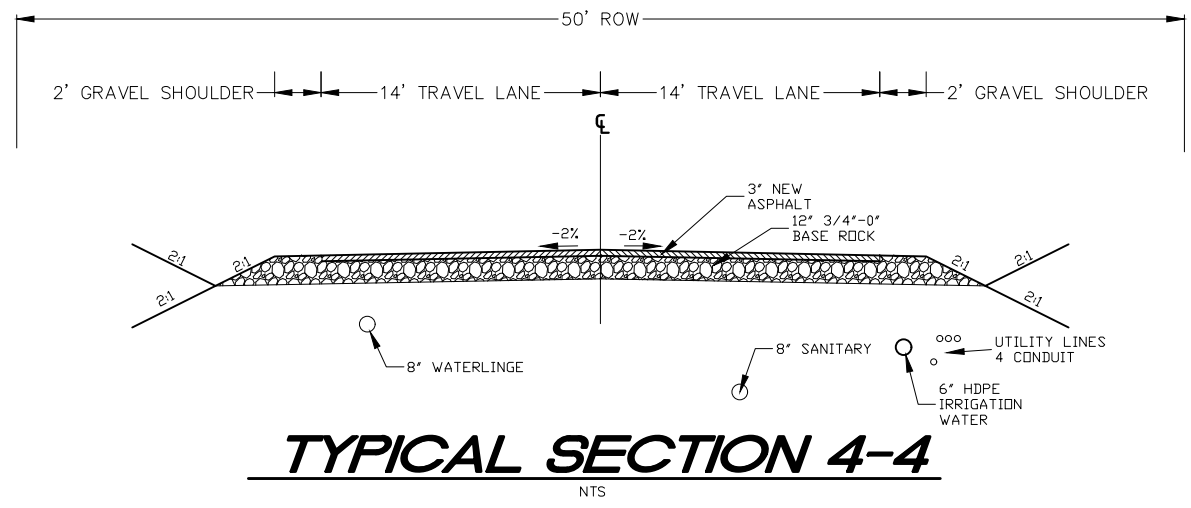 50' ROW
2' GRAVEL SHOULDER
14' TRAVEL LANE
14' TRAVEL LANE
2' GRAVEL SHOULDER
℄
3" NEW
ASPHALT
12" 3/4"-0"
BASE ROCK
-2%
-2%
2:1
2:1
2:1
2:1
2:1
2:1
8" WATERLINGE
8" SANITARY
UTILITY LINES
4 CONDUIT
6" HDPE
IRRIGATION
WATER
TYPICAL SECTION 4-4
NTS